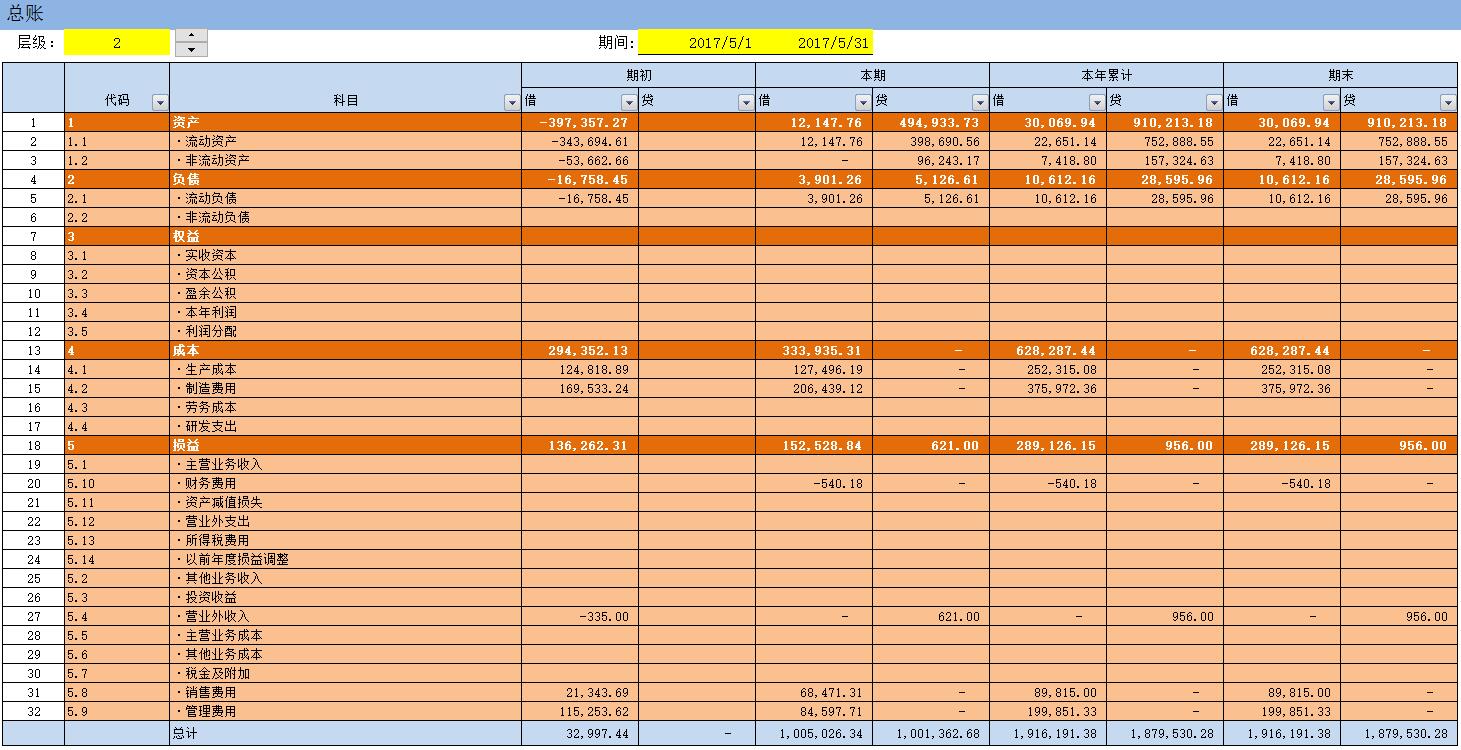 总账
层级： 2 期间： 2017/5/1 2017/5/31
代码 科目 期初 本期 本年累计 期末
借 贷 借 贷 借 贷 借 贷
1 1 资产 -397,357.27 12,147.76 494,933.73 30,069.94 910,213.18 30,069.94 910,213.18
2 1.1 ·流动资产 -343,694.61 12,147.76 398,690.56 22,651.14 752,888.55 22,651.14 752,888.55
3 1.2 ·非流动资产 -53,662.66 - 96,243.17 7,418.80 157,324.63 7,418.80 157,324.63
4 2 负债 -16,758.45 3,901.26 5,126.61 10,612.16 28,595.96 10,612.16 28,595.96
5 2.1 ·流动负债 -16,758.45 3,901.26 5,126.61 10,612.16 28,595.96 10,612.16 28,595.96
6 2.2 ·非流动负债
7 3 权益
8 3.1 ·实收资本
9 3.2 ·资本公积
10 3.3 ·盈余公积
11 3.4 ·本年利润
12 3.5 ·利润分配
13 4 成本 294,352.13 333,935.31 - 628,287.44 - 628,287.44 -
14 4.1 ·生产成本 124,818.89 127,496.19 - 252,315.08 - 252,315.08 -
15 4.2 ·制造费用 169,533.24 206,439.12 - 375,972.36 - 375,972.36 -
16 4.3 ·劳务成本
17 4.4 ·研发支出
18 5 损益 136,262.31 152,528.84 621.00 289,126.15 956.00 289,126.15 956.00
19 5.1 ·主营业务收入
20 5.10 ·财务费用 -540.18 - -540.18 - -540.18 -
21 5.11 ·资产减值损失
22 5.12 ·营业外支出
23 5.13 ·所得税费用
24 5.14 ·以前年度损益调整
25 5.2 ·其他业务收入
26 5.3 ·投资收益
27 5.4 ·营业外收入 -335.00 - 621.00 - 956.00 - 956.00
28 5.5 ·主营业务成本
29 5.6 ·其他业务成本
30 5.7 ·税金及附加
31 5.8 ·销售费用 21,343.69 68,471.31 - 89,815.00 - 89,815.00 -
32 5.9 ·管理费用 115,253.62 84,597.71 - 199,851.33 - 199,851.33 -
总计 32,997.44 - 1,005,026.34 1,001,362.68 1,916,191.38 1,879,530.28 1,916,191.38 1,879,530.28